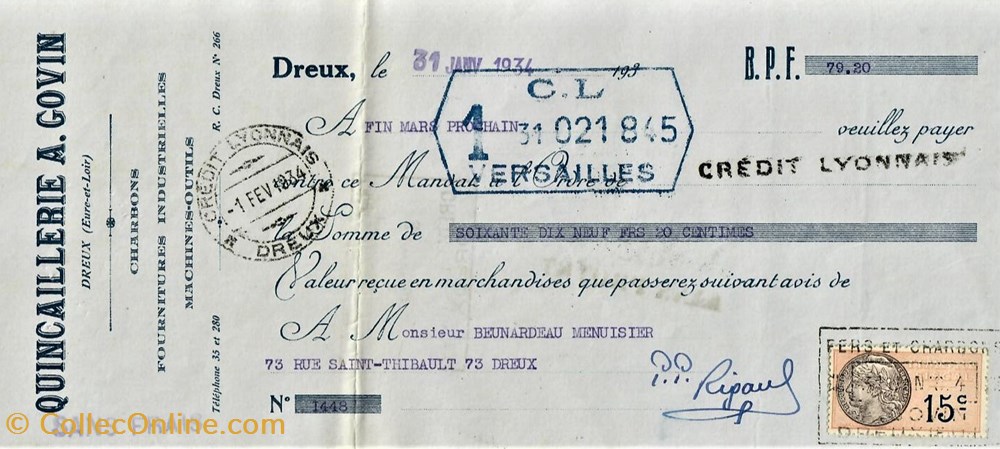 QUINCAILLERIE A. GOVIN
DREUX (Eure-et-Loir)
CHARBONS
FOURNITURES INDUSTRIELLES
MACHINES-OUTILS
Téléphone 35 et 280
R. C. Dreux N° 266
SANS FRAIS
Dreux, le 31 JANV 1934 193
B.P.F. 79.20
C.L
1 31 021 845
VERSAILLES
A FIN MARS PROCHAIN veuillez payer
ce Mandat à l'Ordre de CRÉDIT LYONNAIS
CRÉDIT LYONNAIS
-1 FEV 1934
DREUX
la Somme de SOIXANTE DIX NEUF FRS 20 CENTIMES
Valeur reçue en marchandises que passerez suivant avis de
A Monsieur BEUNARDEAU MENUISIER
73 RUE SAINT-THIBAULT 73 DREUX
P.P.
N° 1448
FERS ET CHARBONS
15 c
© CollecOnline.com